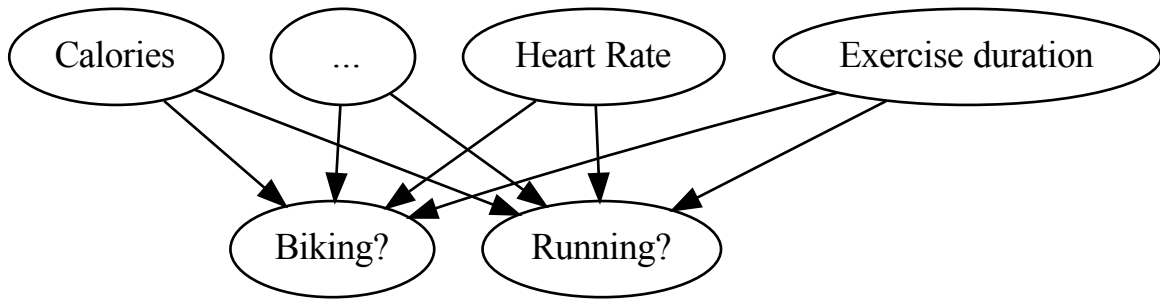 Calories
...
Heart Rate
Exercise duration
Biking?
Running?